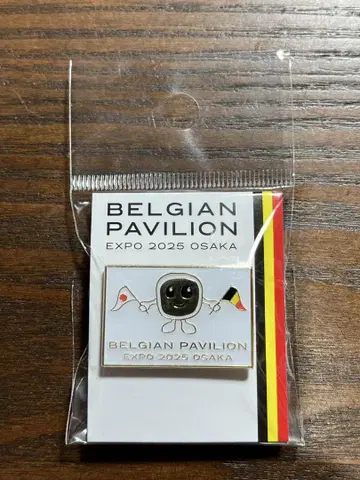 BELGIAN
PAVILION
EXPO 2025 OSAKA
BELGIAN PAVILION
EXPO 2025 OSAKA